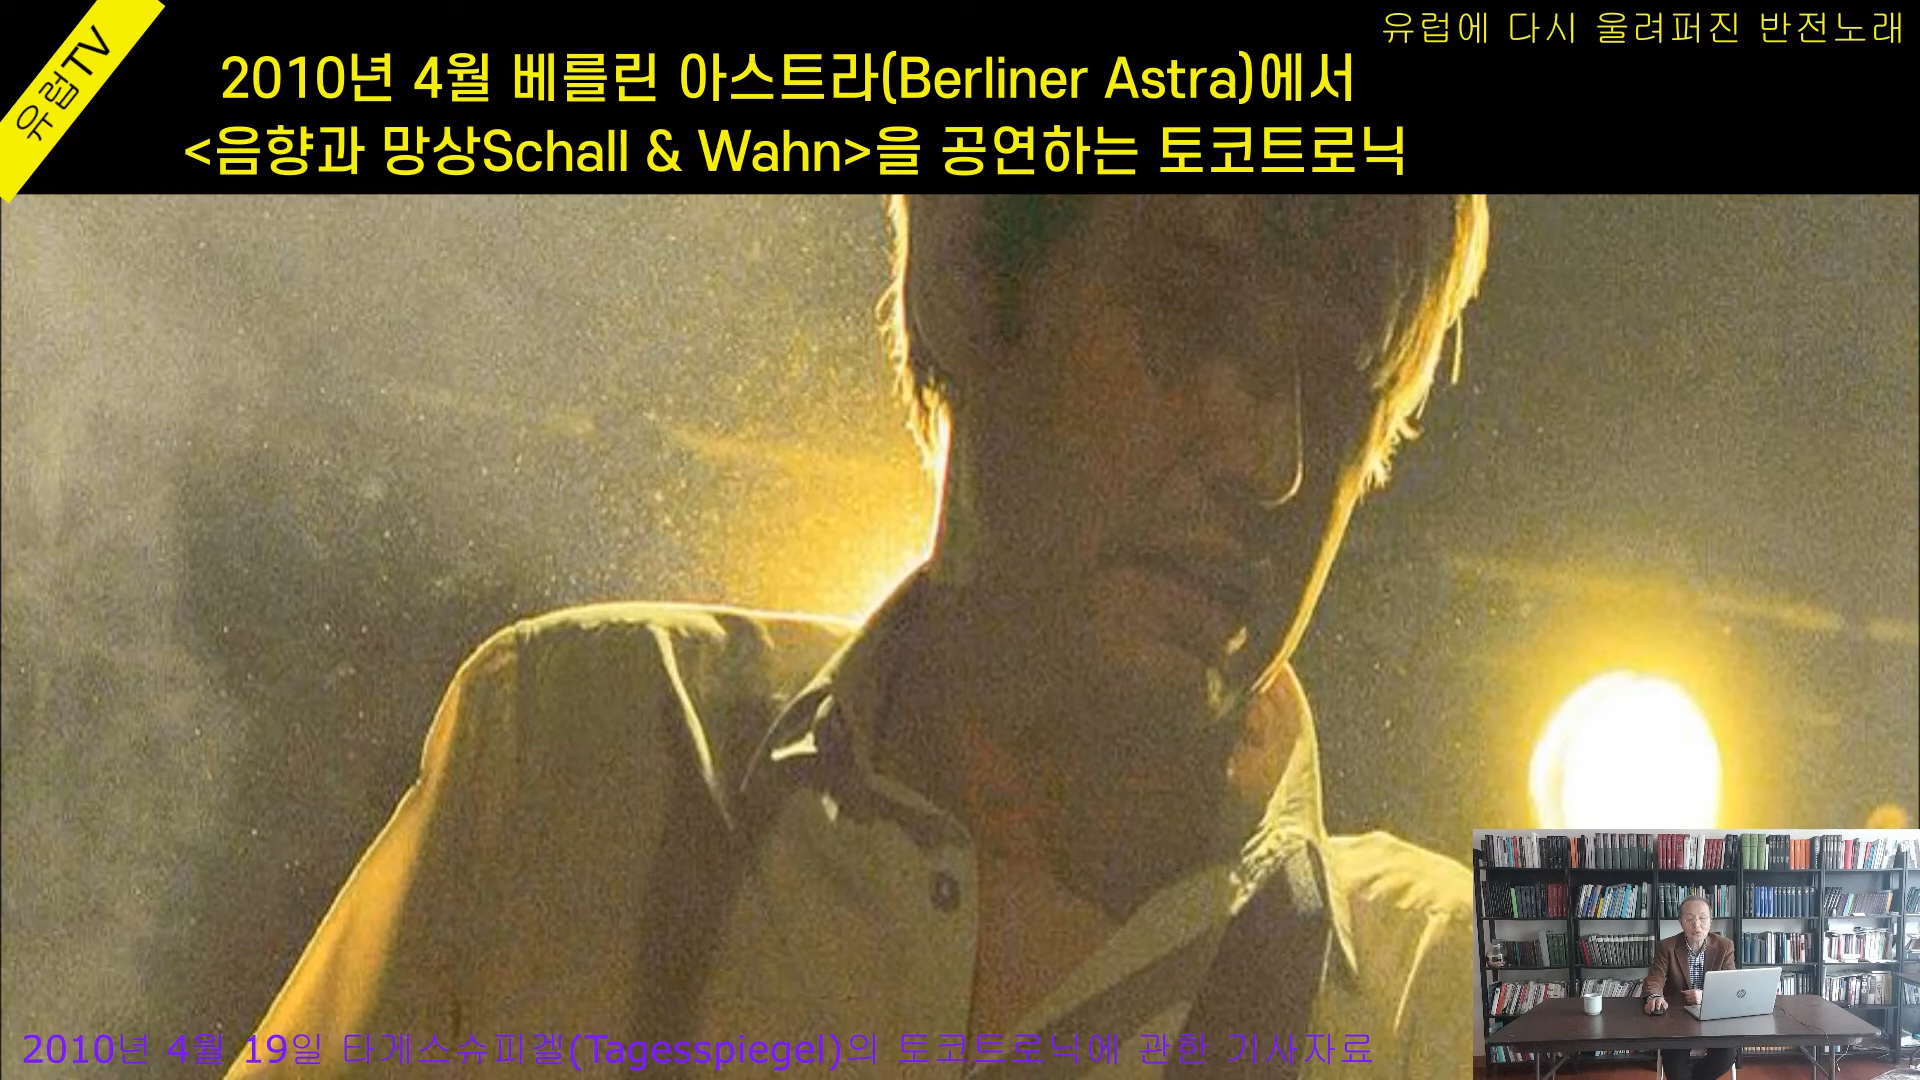 유럽TV
유럽에 다시 울려퍼진 반전노래
2010년 4월 베를린 아스트라(Berliner Astra)에서
<음향과 망상Schall & Wahn>을 공연하는 토코트로닉
2010년 4월 19일 타게스슈피겔(Tagesspiegel)의 토코트로닉에 관한 기사자료